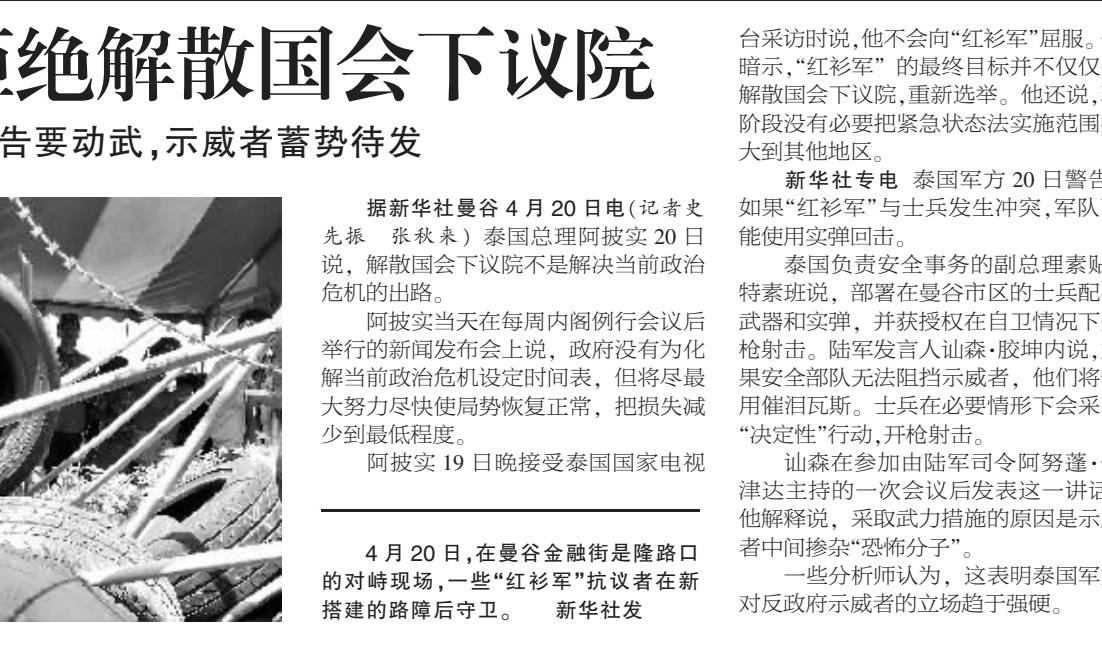 绝解散国会下议院
告要动武,示威者蓄势待发
据新华社曼谷4月20日电(记者史
先振 张秋来)泰国总理阿披实20日
说，解散国会下议院不是解决当前政治
危机的出路。
阿披实当天在每周内阁例行会议后
举行的新闻发布会上说，政府没有为化
解当前政治危机设定时间表，但将尽最
大努力尽快使局势恢复正常，把损失减
少到最低程度。
阿披实19日晚接受泰国国家电视
4月20日,在曼谷金融街是隆路口
的对峙现场,一些“红衫军”抗议者在新
搭建的路障后守卫。 新华社发
台采访时说,他不会向“红衫军”屈服。
暗示,“红衫军” 的最终目标并不仅仅
解散国会下议院,重新选举。他还说,
阶段没有必要把紧急状态法实施范围
大到其他地区。
新华社专电 泰国军方20日警告
如果“红衫军”与士兵发生冲突,军队
能使用实弹回击。
泰国负责安全事务的副总理素贴
特素班说，部署在曼谷市区的士兵配
武器和实弹，并获授权在自卫情况下
枪射击。陆军发言人讪森·胶坤内说,
果安全部队无法阻挡示威者，他们将
用催泪瓦斯。士兵在必要情形下会采
“决定性”行动,开枪射击。
讪森在参加由陆军司令阿努蓬·
津达主持的一次会议后发表这一讲话
他解释说，采取武力措施的原因是示
者中间掺杂“恐怖分子”。
一些分析师认为，这表明泰国军
对反政府示威者的立场趋于强硬。